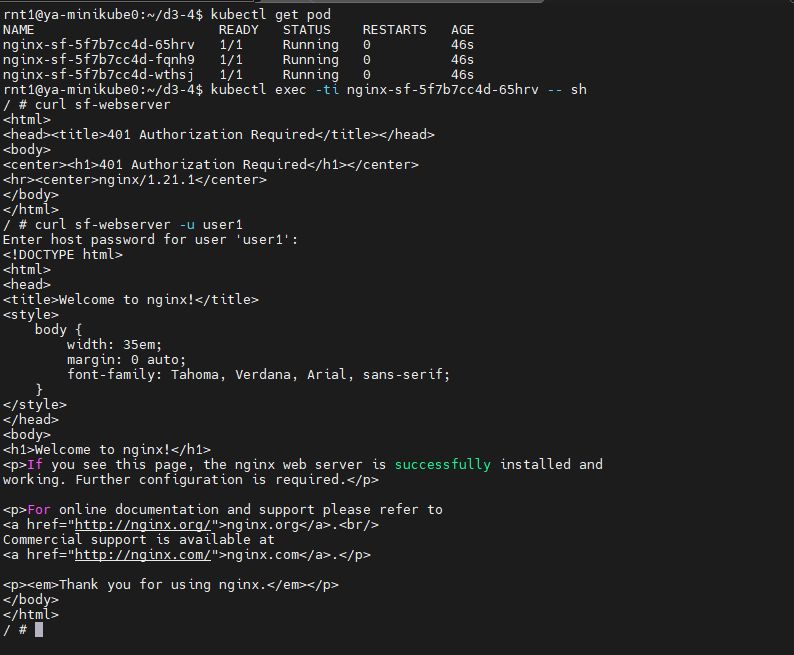 rnt1@ya-minikube0:~/d3-4$ kubectl get pod
NAME                       READY   STATUS    RESTARTS   AGE
nginx-sf-5f7b7cc4d-65hrv   1/1     Running   0          46s
nginx-sf-5f7b7cc4d-fqnh9   1/1     Running   0          46s
nginx-sf-5f7b7cc4d-wthsj   1/1     Running   0          46s
rnt1@ya-minikube0:~/d3-4$ kubectl exec -ti nginx-sf-5f7b7cc4d-65hrv -- sh
/ # curl sf-webserver
<html>
<head><title>401 Authorization Required</title></head>
<body>
<center><h1>401 Authorization Required</h1></center>
<hr><center>nginx/1.21.1</center>
</body>
</html>
/ # curl sf-webserver -u user1
Enter host password for user 'user1':
<!DOCTYPE html>
<html>
<head>
<title>Welcome to nginx!</title>
<style>
    body {
        width: 35em;
        margin: 0 auto;
        font-family: Tahoma, Verdana, Arial, sans-serif;
    }
</style>
</head>
<body>
<h1>Welcome to nginx!</h1>
<p>If you see this page, the nginx web server is successfully installed and
working. Further configuration is required.</p>

<p>For online documentation and support please refer to
<a href="http://nginx.org/">nginx.org</a>.<br/>
Commercial support is available at
<a href="http://nginx.com/">nginx.com</a>.</p>

<p><em>Thank you for using nginx.</em></p>
</body>
</html>
/ #